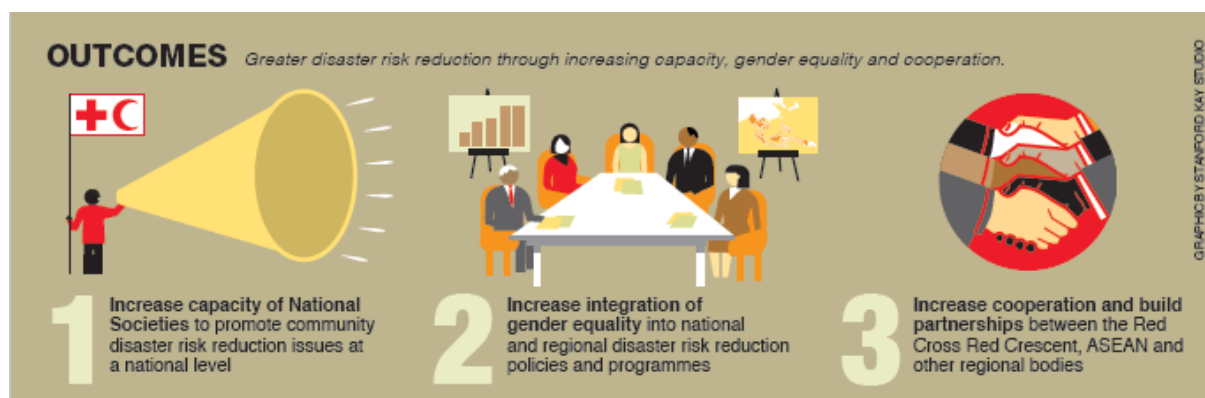 OUTCOMES Greater disaster risk reduction through increasing capacity, gender equality and cooperation.
1 Increase capacity of National
Societies to promote community
disaster risk reduction issues at
a national level
2 Increase integration of
gender equality into national
and regional disaster risk reduction
policies and programmes
3 Increase cooperation and build
partnerships between the Red
Cross Red Crescent, ASEAN and
other regional bodies
GRAPHIC BY STANFORD KAY STUDIO